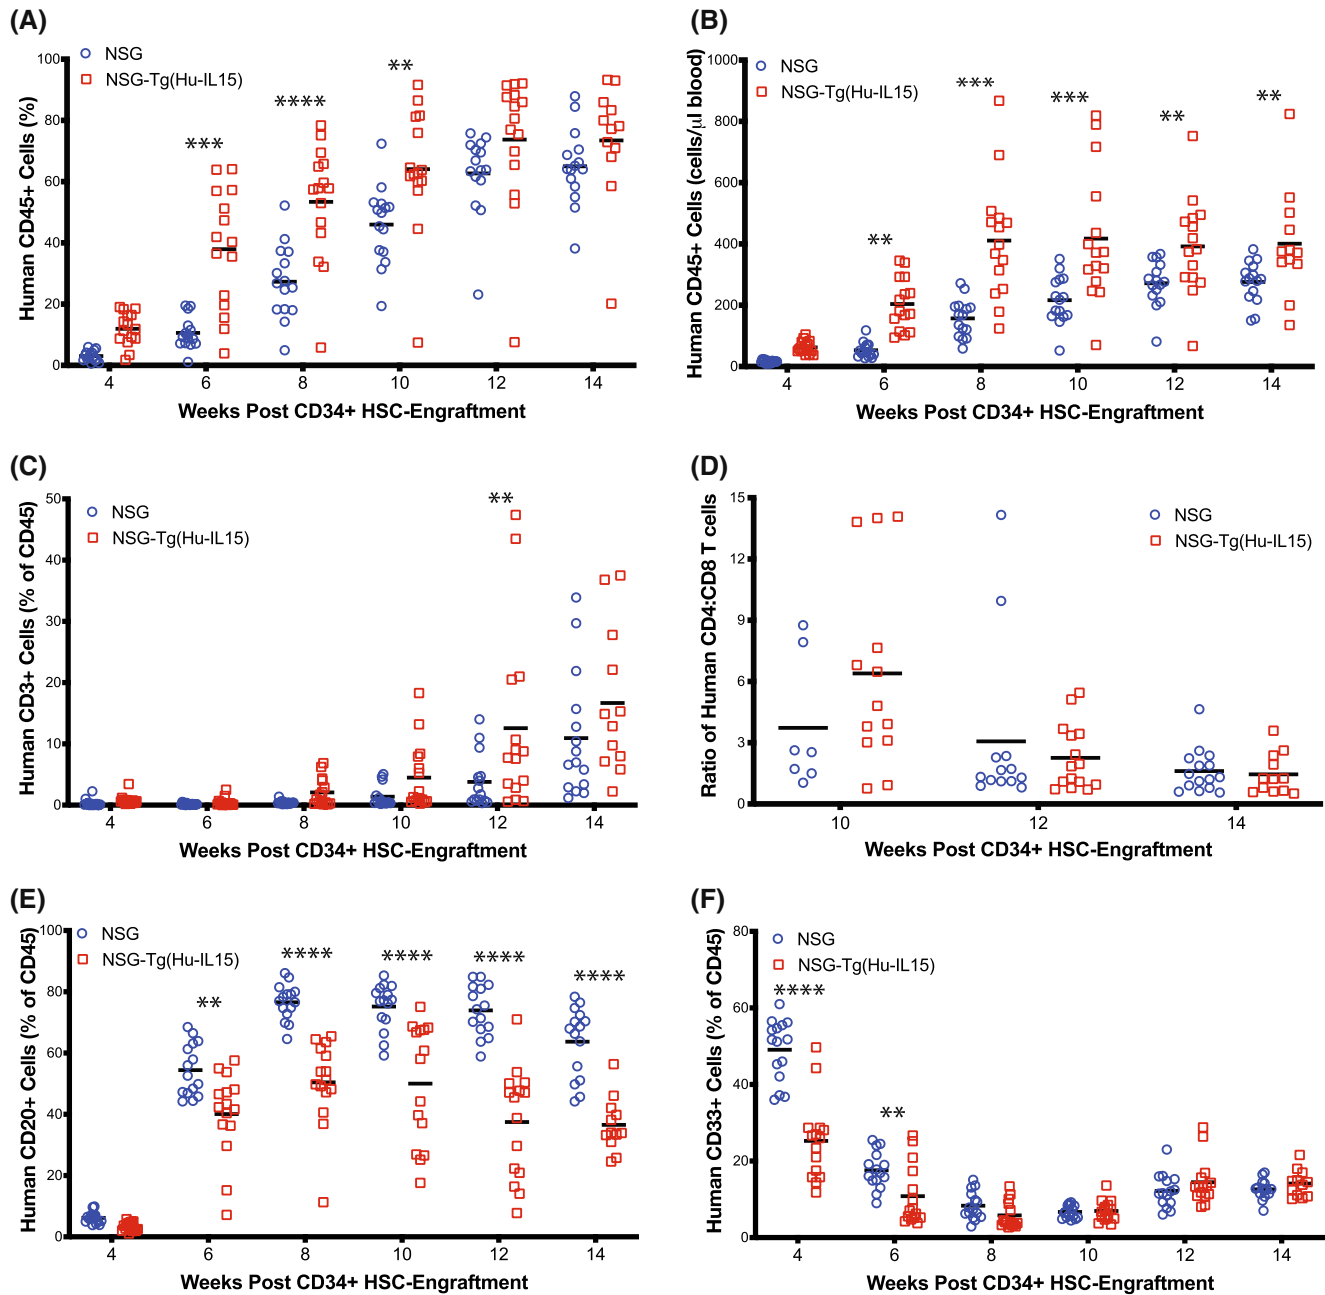 (A)
NSG
NSG-Tg(Hu-IL15)
Human CD45+ Cells (%)
100
80
60
40
20
0
***
****
**
4 6 8 10 12 14
Weeks Post CD34+ HSC-Engraftment
(B)
NSG
NSG-Tg(Hu-IL15)
Human CD45+ Cells (cells/µl blood)
1000
800
600
400
200
0
**
***
***
**
**
4 6 8 10 12 14
Weeks Post CD34+ HSC-Engraftment
(C)
NSG
NSG-Tg(Hu-IL15)
Human CD3+ Cells (% of CD45)
50
40
30
20
10
0
**
4 6 8 10 12 14
Weeks Post CD34+ HSC-Engraftment
(D)
NSG
NSG-Tg(Hu-IL15)
Ratio of Human CD4:CD8 T cells
15
12
9
6
3
0
10 12 14
Weeks Post CD34+ HSC-Engraftment
(E)
NSG
NSG-Tg(Hu-IL15)
Human CD20+ Cells (% of CD45)
100
80
60
40
20
0
**
****
****
****
****
4 6 8 10 12 14
Weeks Post CD34+ HSC-Engraftment
(F)
NSG
NSG-Tg(Hu-IL15)
Human CD33+ Cells (% of CD45)
80
60
40
20
0
****
**
4 6 8 10 12 14
Weeks Post CD34+ HSC-Engraftment